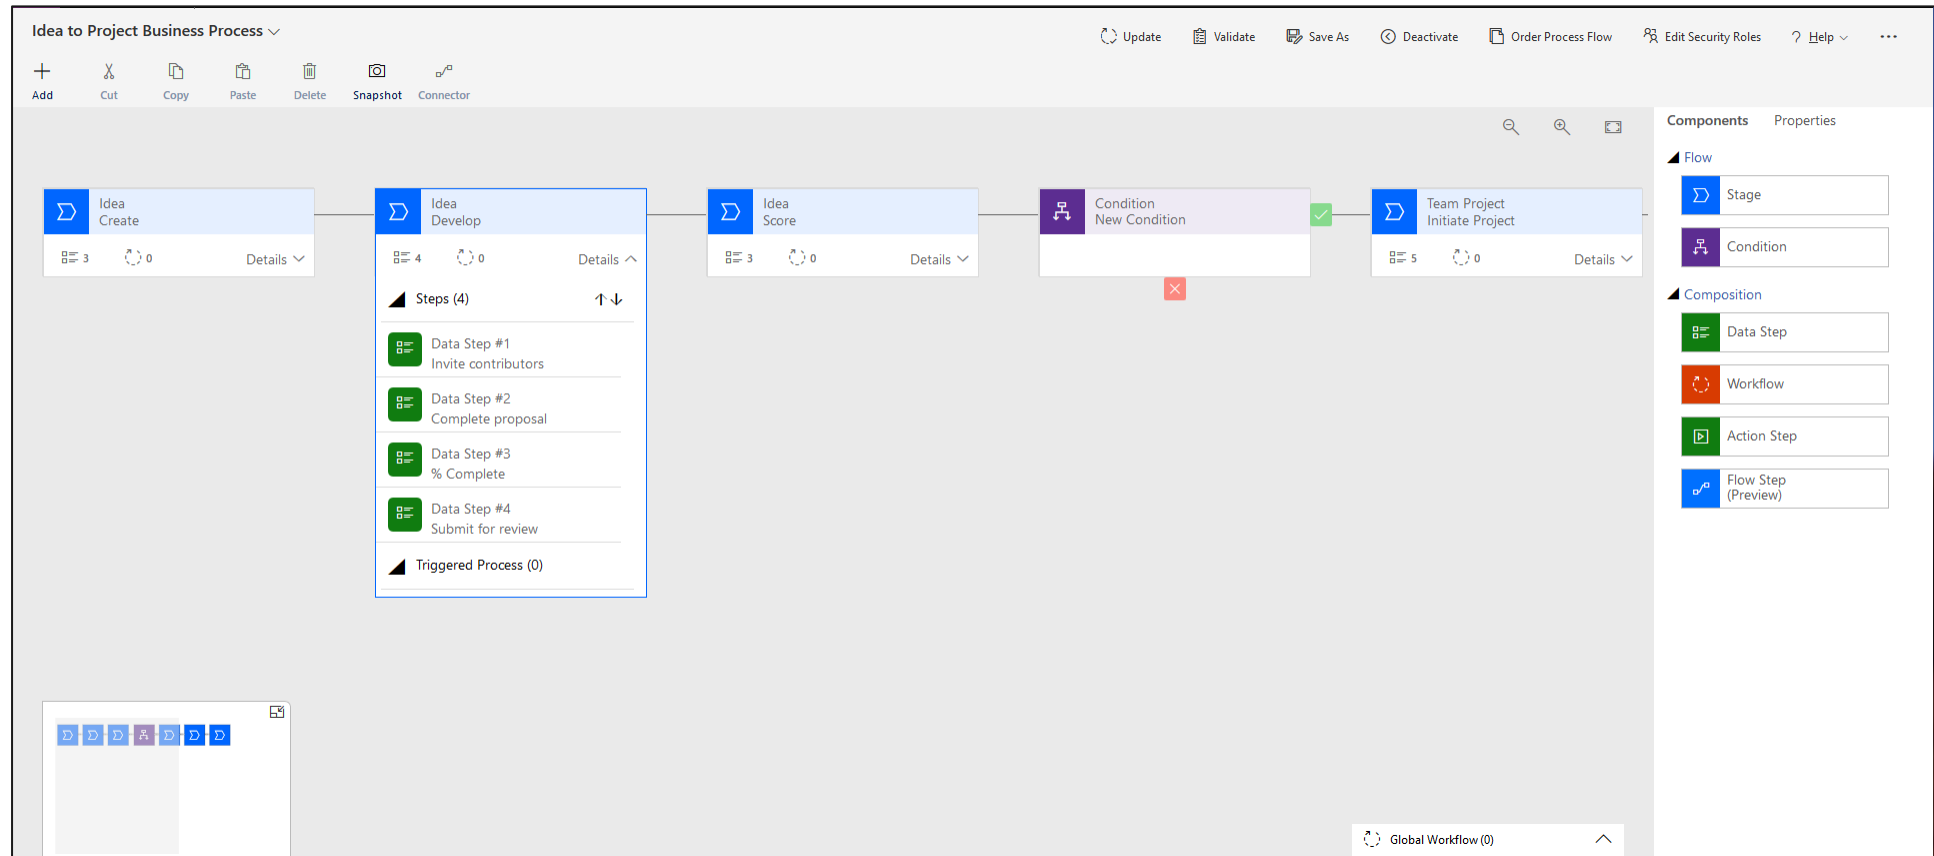 Idea to Project Business Process
Update
Validate
Save As
Deactivate
Order Process Flow
Edit Security Roles
? Help
Add
Cut
Copy
Paste
Delete
Snapshot
Connector
Components
Properties
Flow
Stage
Condition
Composition
Data Step
Workflow
Action Step
Flow Step
(Preview)
Idea
Create
3
0
Details
Idea
Develop
4
0
Details
Steps (4)
Data Step #1
Invite contributors
Data Step #2
Complete proposal
Data Step #3
% Complete
Data Step #4
Submit for review
Triggered Process (0)
Idea
Score
3
0
Details
Condition
New Condition
Team Project
Initiate Project
5
0
Details
Global Workflow (0)